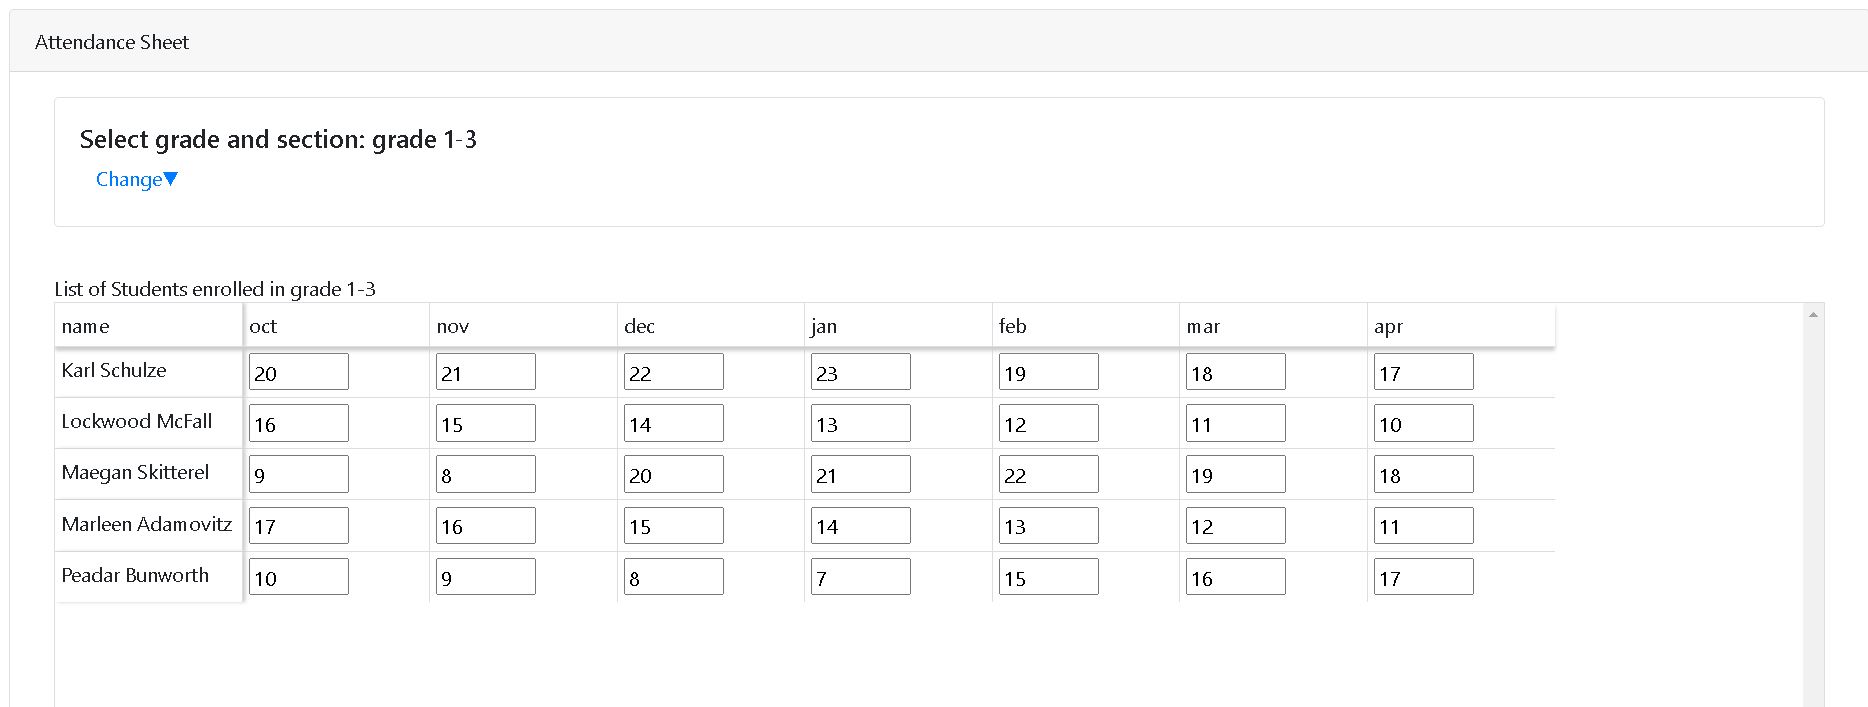 Attendance Sheet
Select grade and section: grade 1-3
Change▼
List of Students enrolled in grade 1-3
name oct nov dec jan feb mar apr
Karl Schulze 20 21 22 23 19 18 17
Lockwood McFall 16 15 14 13 12 11 10
Maegan Skitterel 9 8 20 21 22 19 18
Marleen Adamovitz 17 16 15 14 13 12 11
Peadar Bunworth 10 9 8 7 15 16 17